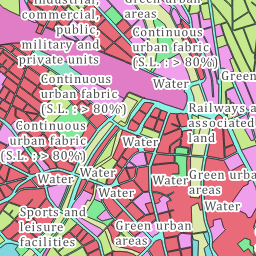 Industrial,
commercial,
public,
military and
private units
Green urban
areas
Continuous
urban fabric
(S.L. : > 80%)
Green
Water
Continuous
urban fabric
(S.L. : > 80%)
Railways a
associated
land
Continuous
urban fabric
(S.L. : > 80%)
Water
Water
Water
Water
Water
Green urban
areas
Water
Sports and
leisure
facilities
Green urban
areas